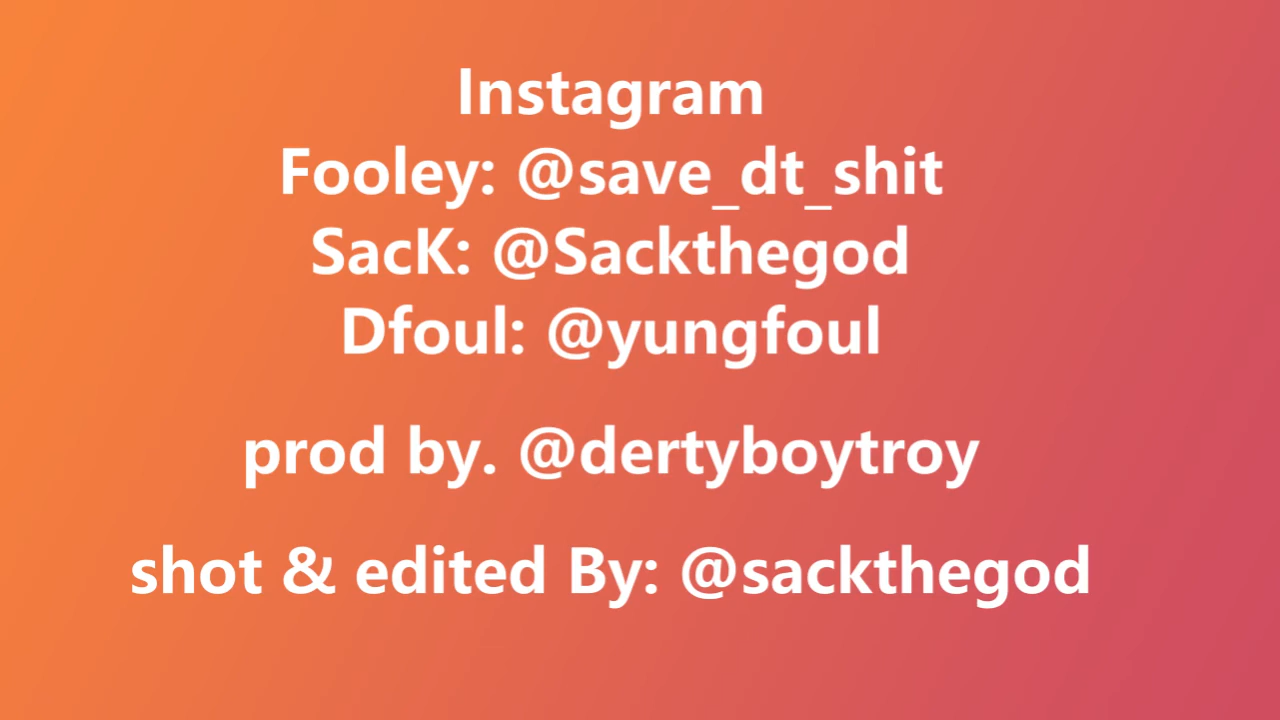 Instagram
Fooley: @save_dt_shit
SacK: @Sackthegod
Dfoul: @yungfoul
prod by. @dertyboytroy
shot & edited By: @sackthegod